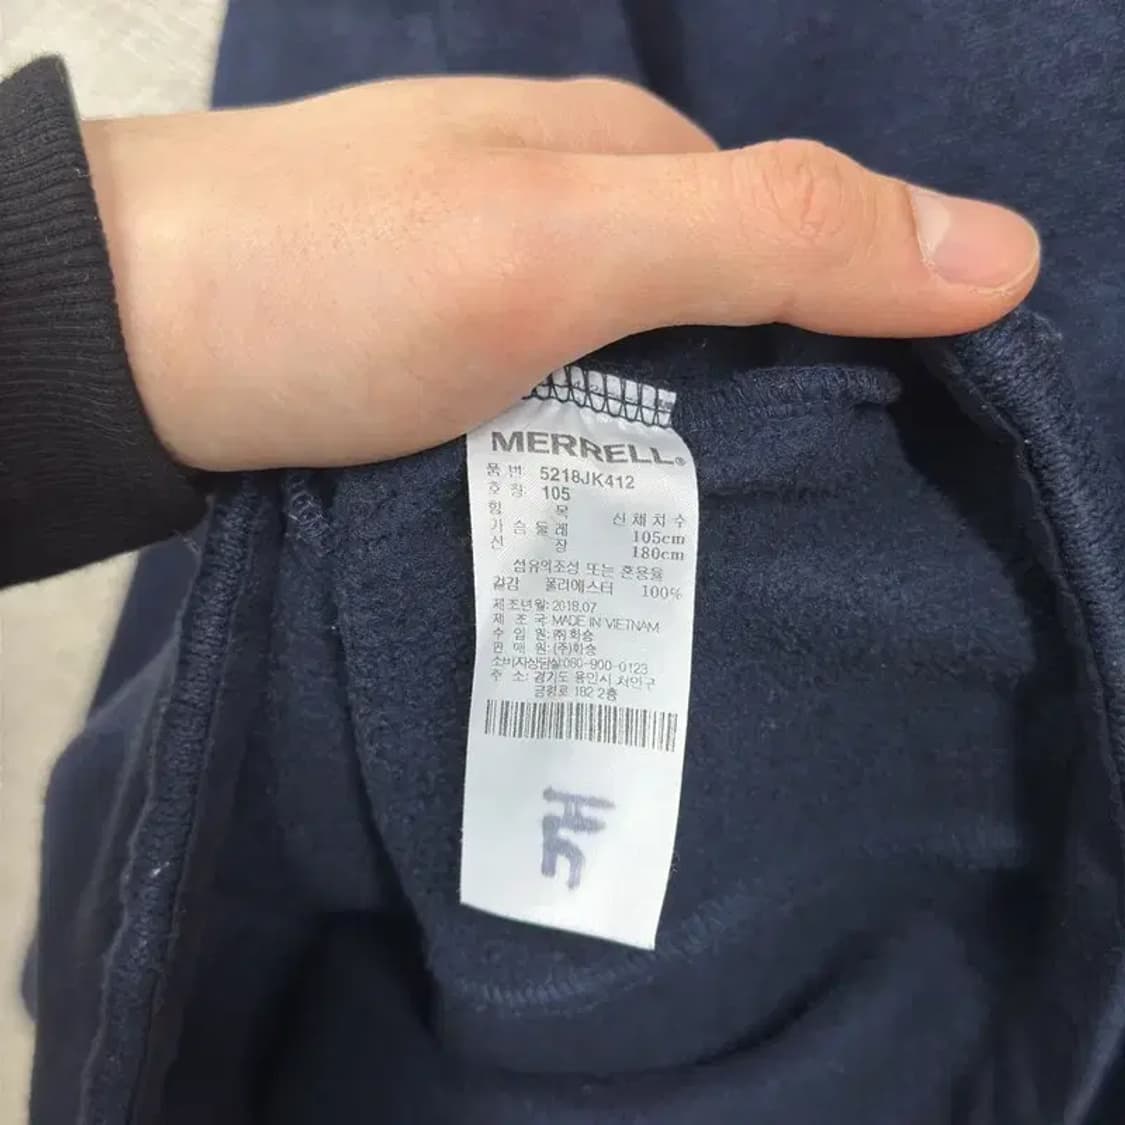 MERRELL®
품 번 5218JK412
호 칭 105
항 목 신 체 치 수
가 슴 둘 레 105cm
신 장 180cm
섬유의조성 또는 혼용율
겉감 폴리에스터 100%
제조년월: 2018.07
제 조 국: MADE IN VIETNAM
수 입 원: ㈜화승
판 매 원: (주)화승
소비자상담실:080-900-0123
주 소: 경기도 용인시 처인구
금령로 182 2층